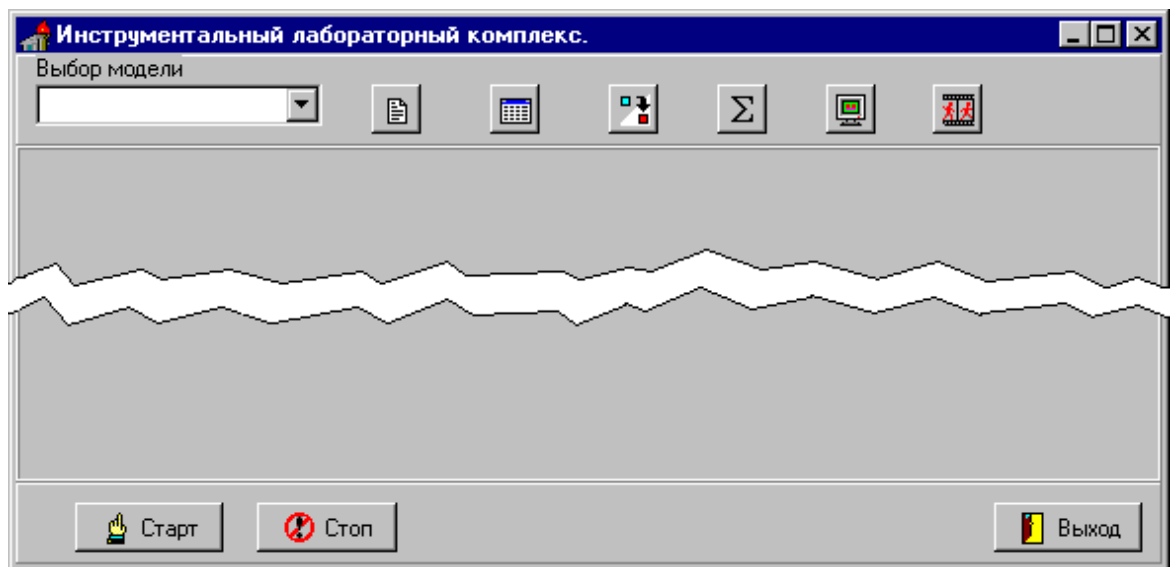 Инструментальный лабораторный комплекс.
Выбор модели
Σ
Старт
Стоп
Выход